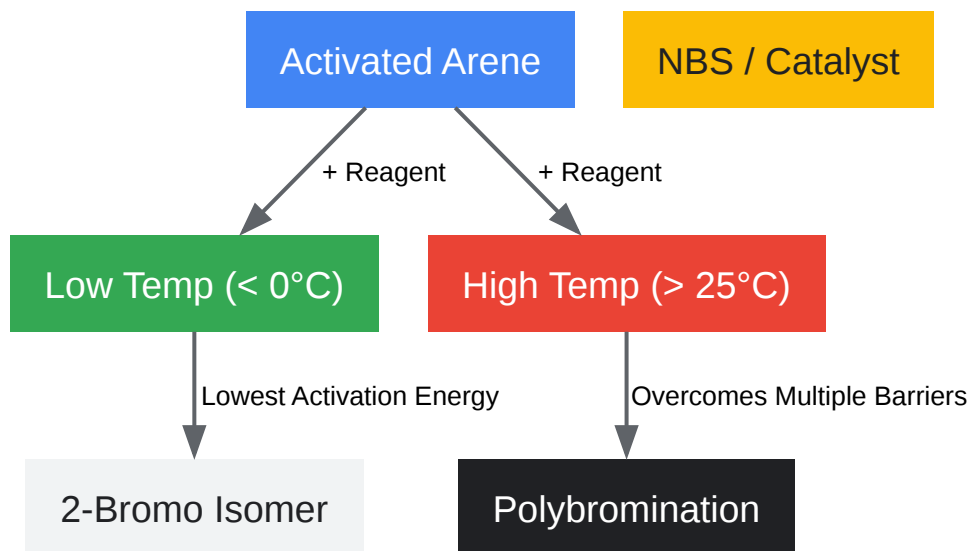 Activated Arene
NBS / Catalyst
+ Reagent
+ Reagent
Low Temp (< 0°C)
High Temp (> 25°C)
Lowest Activation Energy
Overcomes Multiple Barriers
2-Bromo Isomer
Polybromination